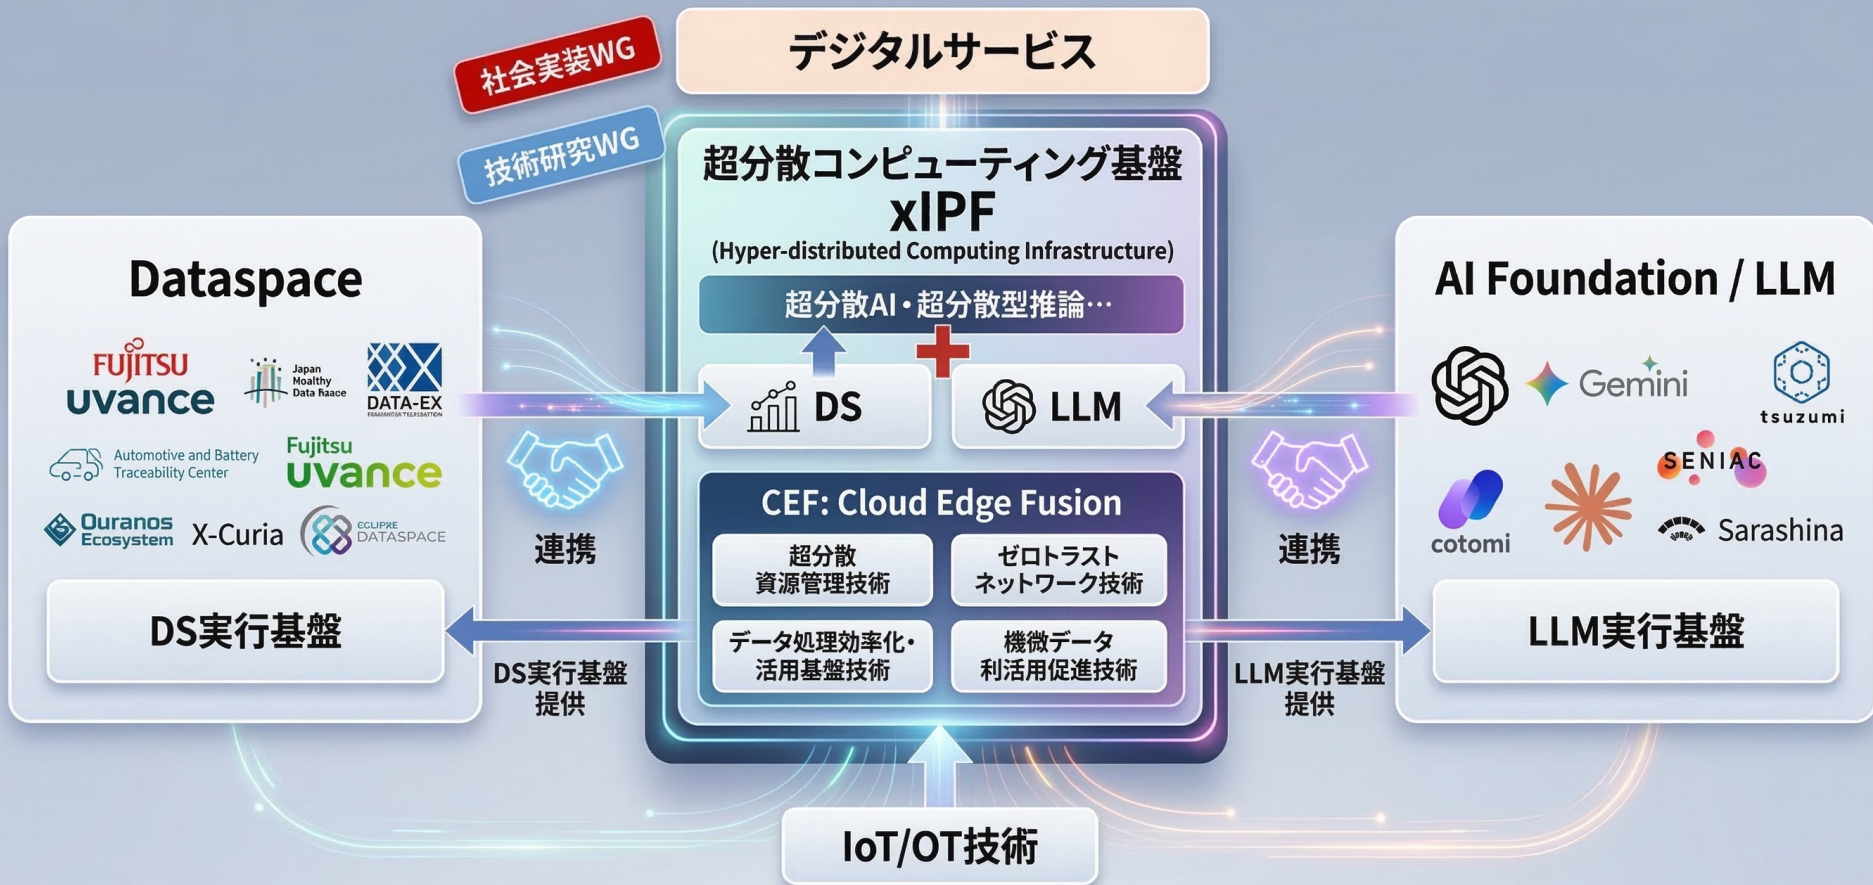 社会実装WG
技術研究WG
デジタルサービス
超分散コンピューティング基盤
xIPF
(Hyper-distributed Computing Infrastructure)
超分散AI・超分散型推論…
DS
LLM
CEF: Cloud Edge Fusion
超分散
資源管理技術
ゼロトラスト
ネットワーク技術
データ処理効率化・
活用基盤技術
機微データ
利活用促進技術
Dataspace
FUJITSU
uvance
Japan
Moalthy
Data Raace
DATA-EX
Automotive and Battery
Traceability Center
Fujitsu
uvance
Ouranos
Ecosystem
X-Curia
ECLIPRE
DATASPACE
DS実行基盤
連携
DS実行基盤
提供
連携
LLM実行基盤
提供
AI Foundation / LLM
Gemini
tsuzumi
SENIAC
cotomi
Sarashina
LLM実行基盤
IoT/OT技術